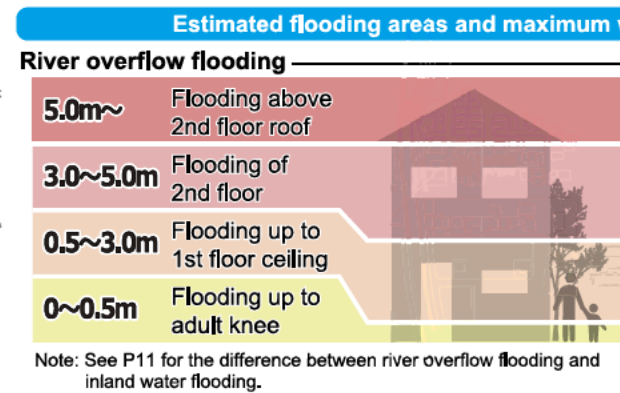 Estimated flooding areas and maximum
River overflow flooding
5.0m～
Flooding above
2nd floor roof
3.0～5.0m
Flooding of
2nd floor
0.5～3.0m
Flooding up to
1st floor ceiling
0～0.5m
Flooding up to
adult knee
Note: See P11 for the difference between river overflow flooding and
inland water flooding.